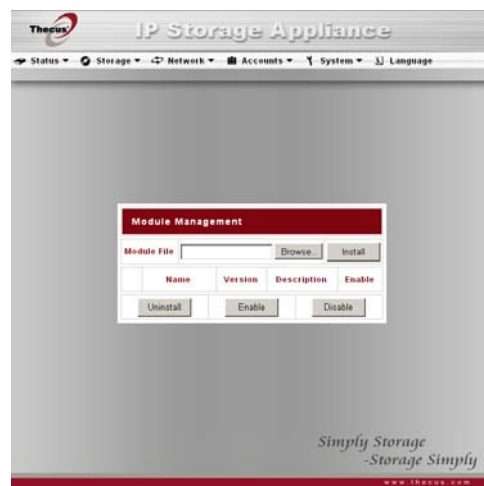 Thecus
IP Storage Appliance
Status Storage Network Accounts System Language
Module Management
Module File Browse... Install
Name Version Description Enable
Uninstall Enable Disable
Simply Storage
-Storage Simply
www.thecus.com